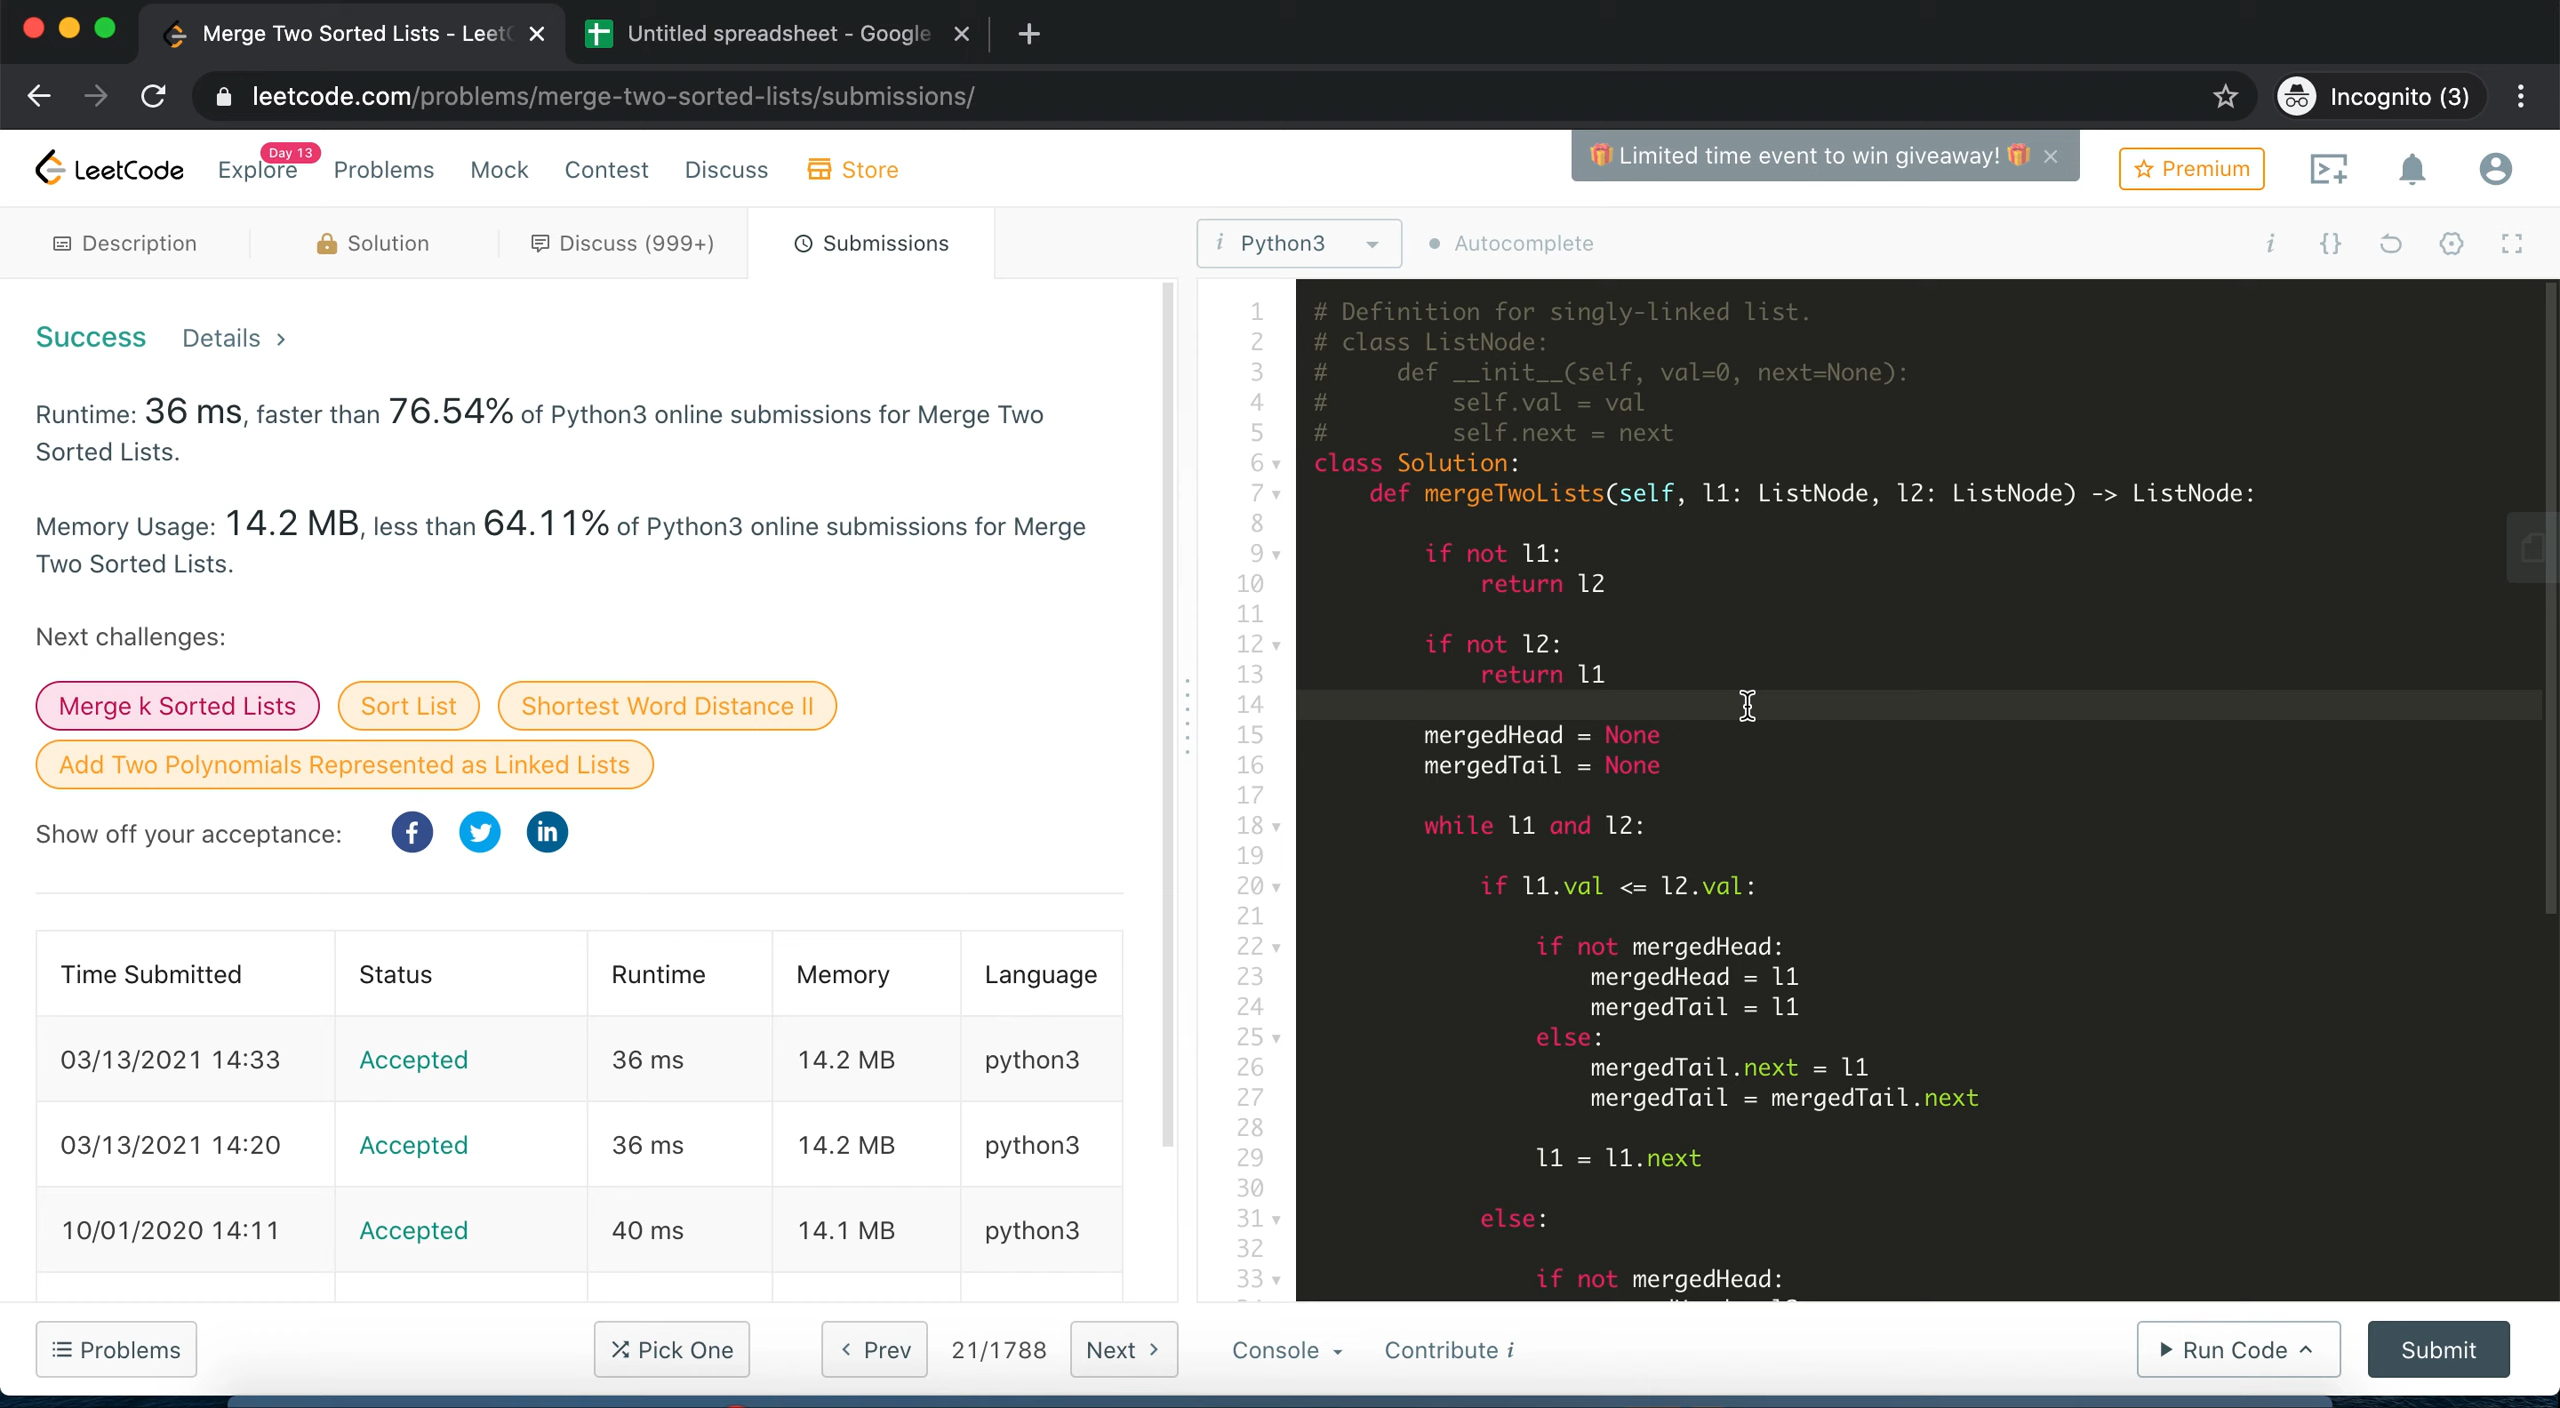 Merge Two Sorted Lists - Leet
Untitled spreadsheet - Google
leetcode.com/problems/merge-two-sorted-lists/submissions/
Incognito (3)
LeetCode
Explore
Day 13
Problems
Mock
Contest
Discuss
Store
Limited time event to win giveaway!
Premium
Description
Solution
Discuss (999+)
Submissions
i Python3
Autocomplete
i {}
Success
Details >
Runtime: 36 ms, faster than 76.54% of Python3 online submissions for Merge Two
Sorted Lists.
Memory Usage: 14.2 MB, less than 64.11% of Python3 online submissions for Merge
Two Sorted Lists.
Next challenges:
Merge k Sorted Lists
Sort List
Shortest Word Distance II
Add Two Polynomials Represented as Linked Lists
Show off your acceptance:
Time Submitted Status Runtime Memory Language
03/13/2021 14:33 Accepted 36 ms 14.2 MB python3
03/13/2021 14:20 Accepted 36 ms 14.2 MB python3
10/01/2020 14:11 Accepted 40 ms 14.1 MB python3
1 # Definition for singly-linked list.
2 # class ListNode:
3 #     def __init__(self, val=0, next=None):
4 #         self.val = val
5 #         self.next = next
6 class Solution:
7     def mergeTwoLists(self, l1: ListNode, l2: ListNode) -> ListNode:
8
9         if not l1:
10             return l2
11
12         if not l2:
13             return l1
14
15         mergedHead = None
16         mergedTail = None
17
18         while l1 and l2:
19
20             if l1.val <= l2.val:
21
22                 if not mergedHead:
23                     mergedHead = l1
24                     mergedTail = l1
25                 else:
26                     mergedTail.next = l1
27                     mergedTail = mergedTail.next
28
29                 l1 = l1.next
30
31             else:
32
33                 if not mergedHead:
Problems
Pick One
< Prev
21/1788
Next >
Console
Contribute i
Run Code
Submit